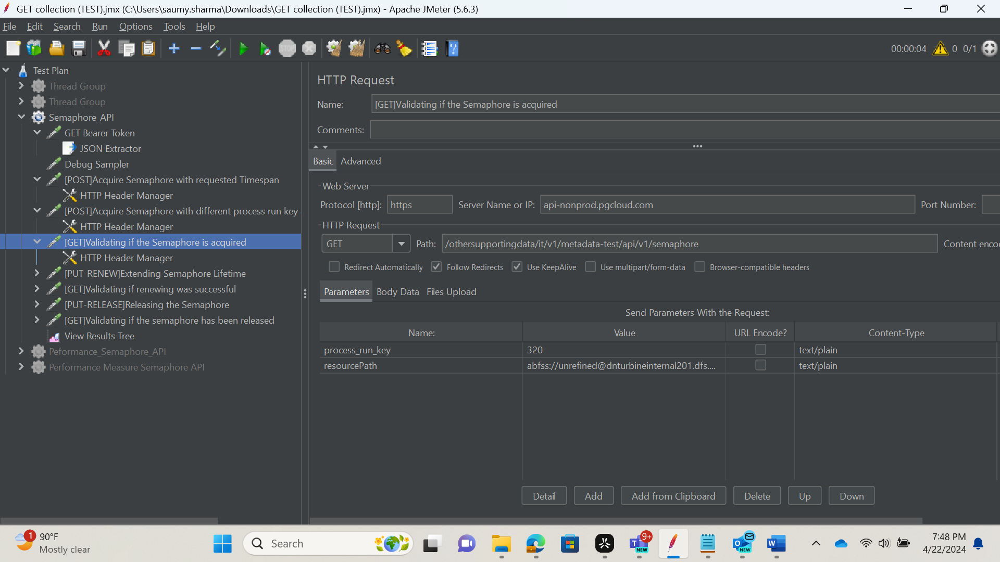 GET collection (TEST).jmx (C:\Users\saumy.sharma\Downloads\GET collection (TEST).jmx) - Apache JMeter (5.6.3)
File Edit Search Run Options Tools Help
STOP
00:00:04 0 0/1
Test Plan
Thread Group
Thread Group
Semaphore_API
GET Bearer Token
JSON Extractor
Debug Sampler
[POST]Acquire Semaphore with requested Timespan
HTTP Header Manager
[POST]Acquire Semaphore with different process run key
HTTP Header Manager
[GET]Validating if the Semaphore is acquired
HTTP Header Manager
[PUT-RENEW]Extending Semaphore Lifetime
[GET]Validating if renewing was successful
[PUT-RELEASE]Releasing the Semaphore
[GET]Validating if the semaphore has been released
View Results Tree
Peformance_Semaphore_API
Performance Measure Semaphore API
HTTP Request
Name: [GET]Validating if the Semaphore is acquired
Comments:
Basic Advanced
Web Server
Protocol [http]: https Server Name or IP: api-nonprod.pgcloud.com Port Number:
HTTP Request
GET Path: /othersupportingdata/it/v1/metadata-test/api/v1/semaphore Content enco
Redirect Automatically Follow Redirects Use KeepAlive Use multipart/form-data Browser-compatible headers
Parameters Body Data Files Upload
Send Parameters With the Request:
Name: Value URL Encode? Content-Type
process_run_key 320 text/plain
resourcePath abfss://unrefined@dnturbineinternal201.dfs.... text/plain
Detail Add Add from Clipboard Delete Up Down
1 90°F
Mostly clear
Search
9+
NEW
NEW
7:48 PM
4/22/2024